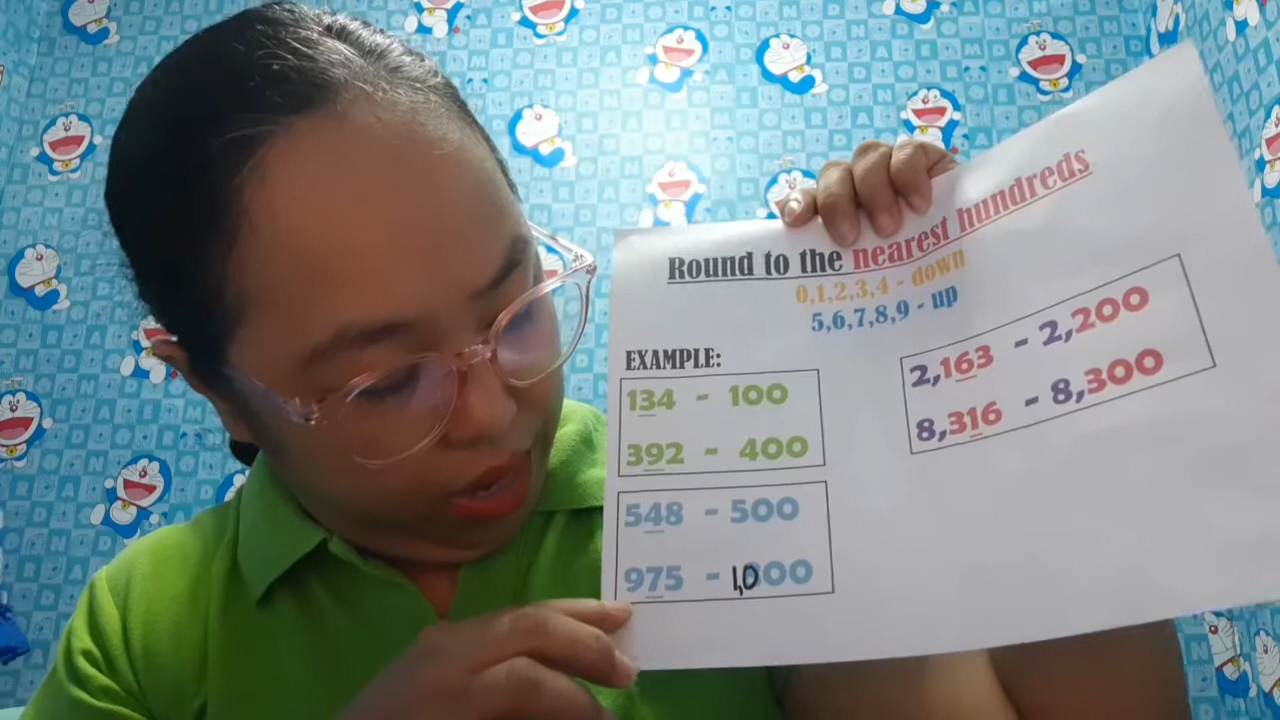 Round to the nearest hundreds
0,1,2,3,4 - down
5,6,7,8,9 - up
EXAMPLE:
134 - 100
392 - 400
548 - 500
975 - 1,000
2,163 - 2,200
8,316 - 8,300